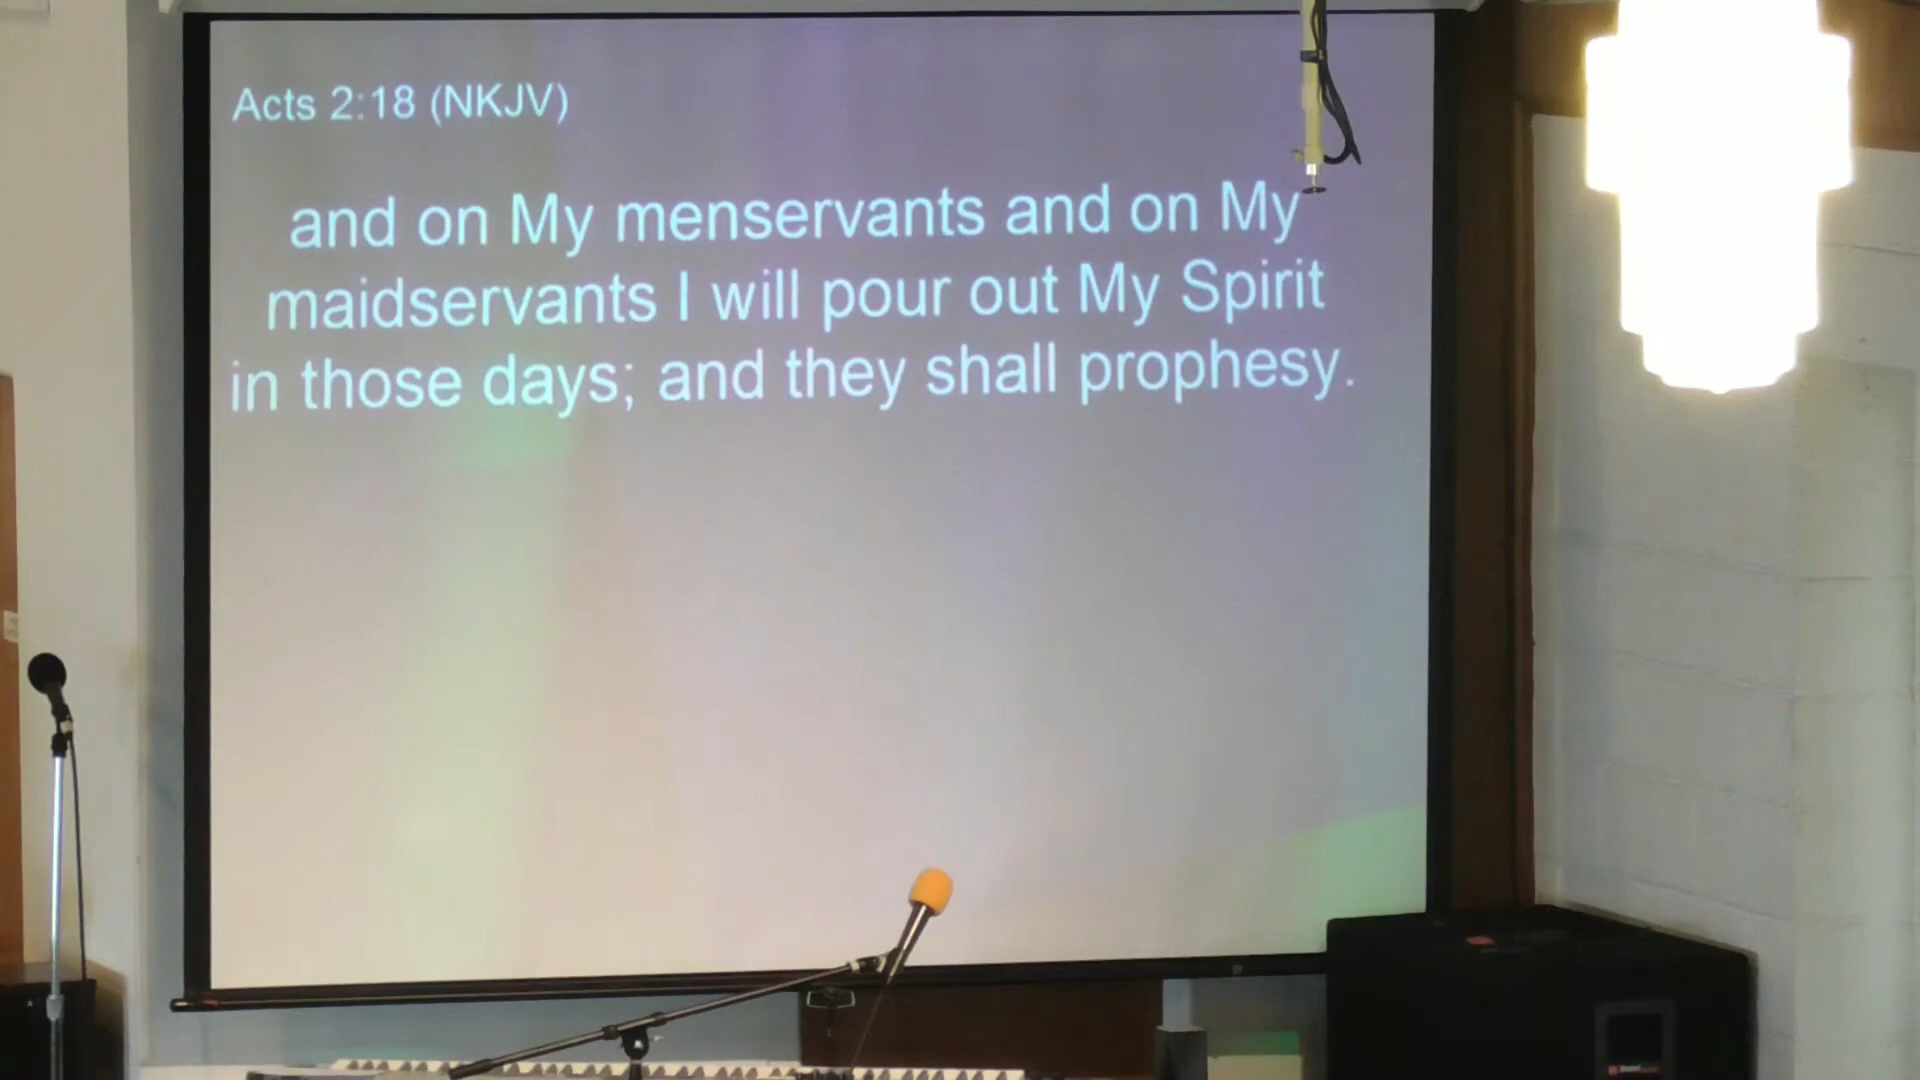 Acts 2:18 (NKJV)
and on My menservants and on My
maidservants I will pour out My Spirit
in those days; and they shall prophesy.